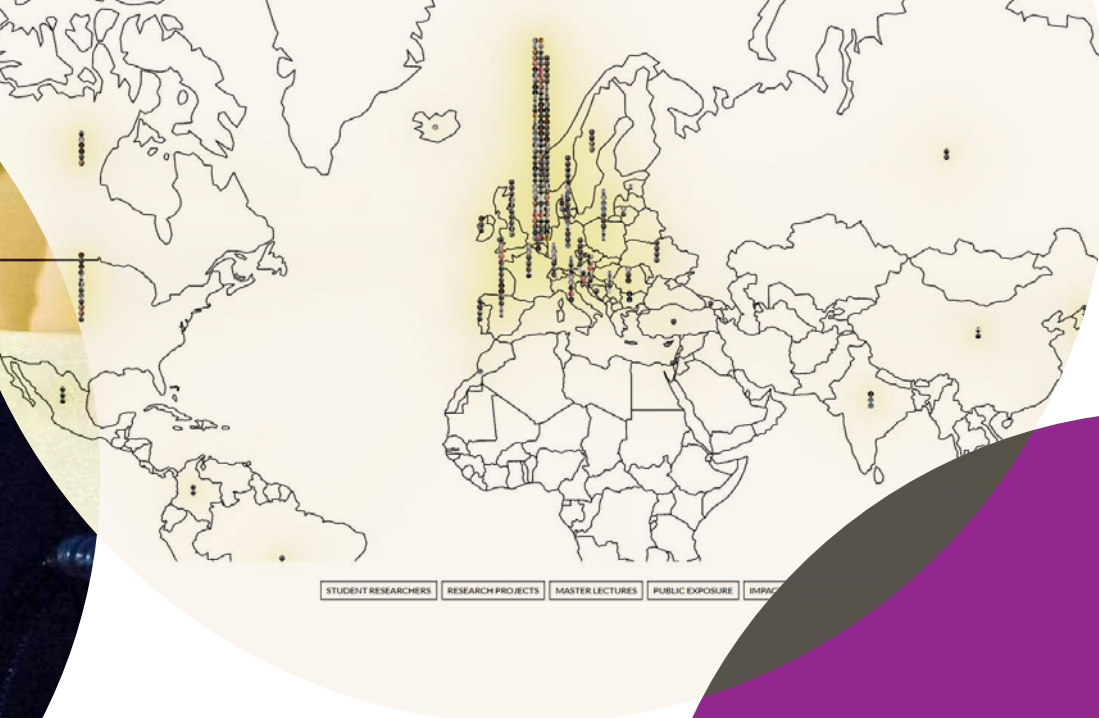 STUDENT RESEARCHERS
RESEARCH PROJECTS
MASTER LECTURES
PUBLIC EXPOSURE